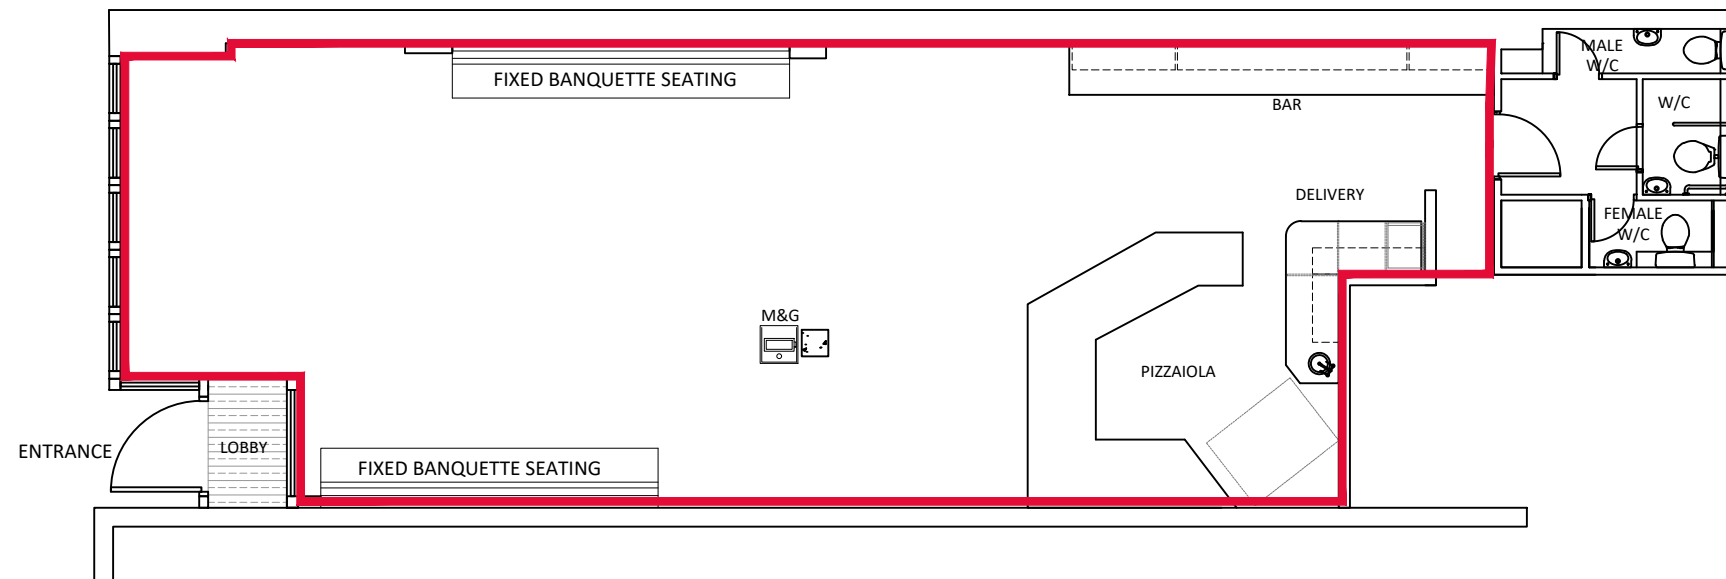 MALE
W/C
FIXED BANQUETTE SEATING
BAR
W/C
DELIVERY
FEMALE
W/C
M&G
PIZZAIOLA
ENTRANCE
LOBBY
FIXED BANQUETTE SEATING